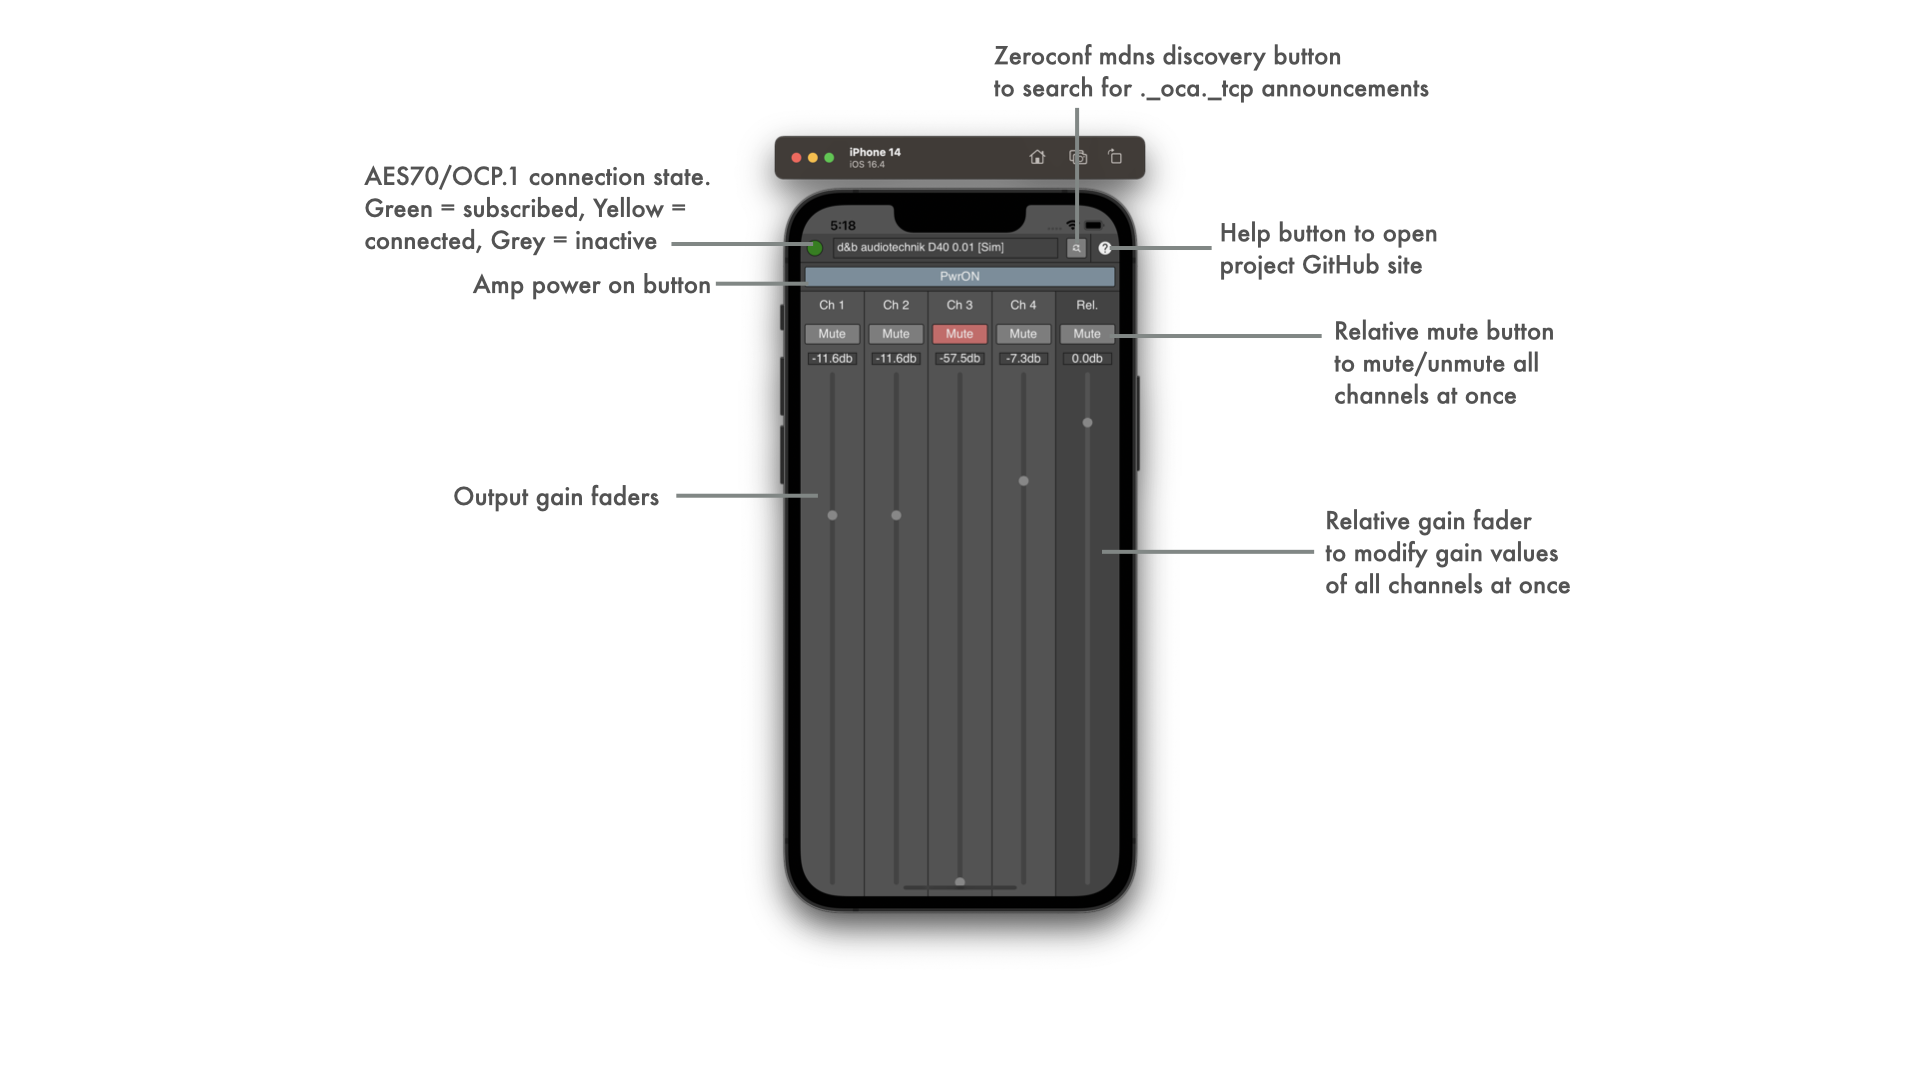 Zeroconf mdns discovery button
to search for ._oca._tcp announcements
iPhone 14
iOS 16.4
AES70/OCP.1 connection state.
Green = subscribed, Yellow =
connected, Grey = inactive
5:18
d&b audiotechnik D40 0.01 [Sim]
?
Help button to open
project GitHub site
Amp power on button
PwrON
Ch 1 Ch 2 Ch 3 Ch 4 Rel.
Mute Mute Mute Mute Mute
-11.6db -11.6db -57.5db -7.3db 0.0db
Relative mute button
to mute/unmute all
channels at once
Output gain faders
Relative gain fader
to modify gain values
of all channels at once